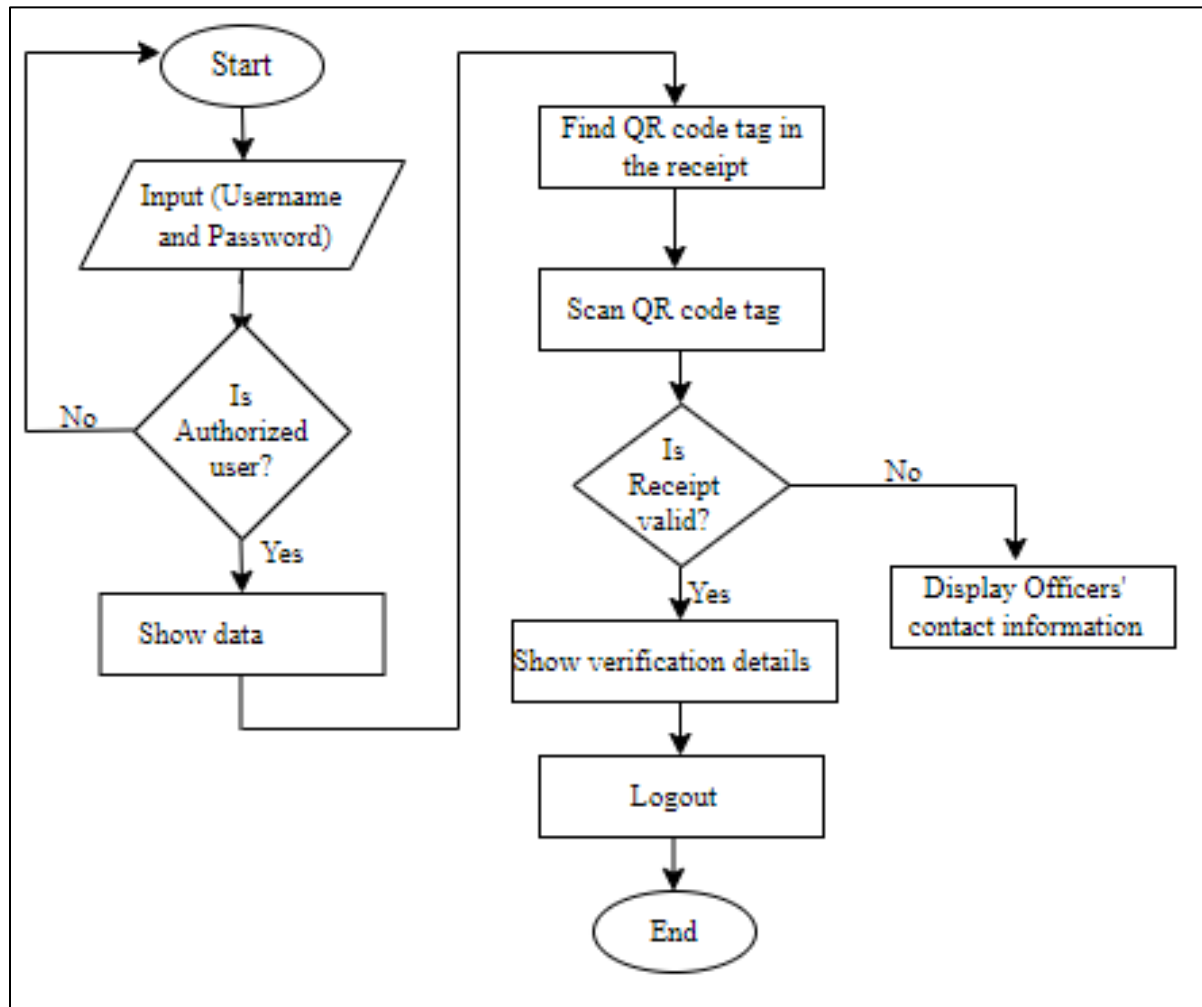 Start
Input (Username
and Password)
Is
Authorized
user?
No
Yes
Show data
Find QR code tag in
the receipt
Scan QR code tag
Is
Receipt
valid?
No
Display Officers'
contact information
Yes
Show verification details
Logout
End